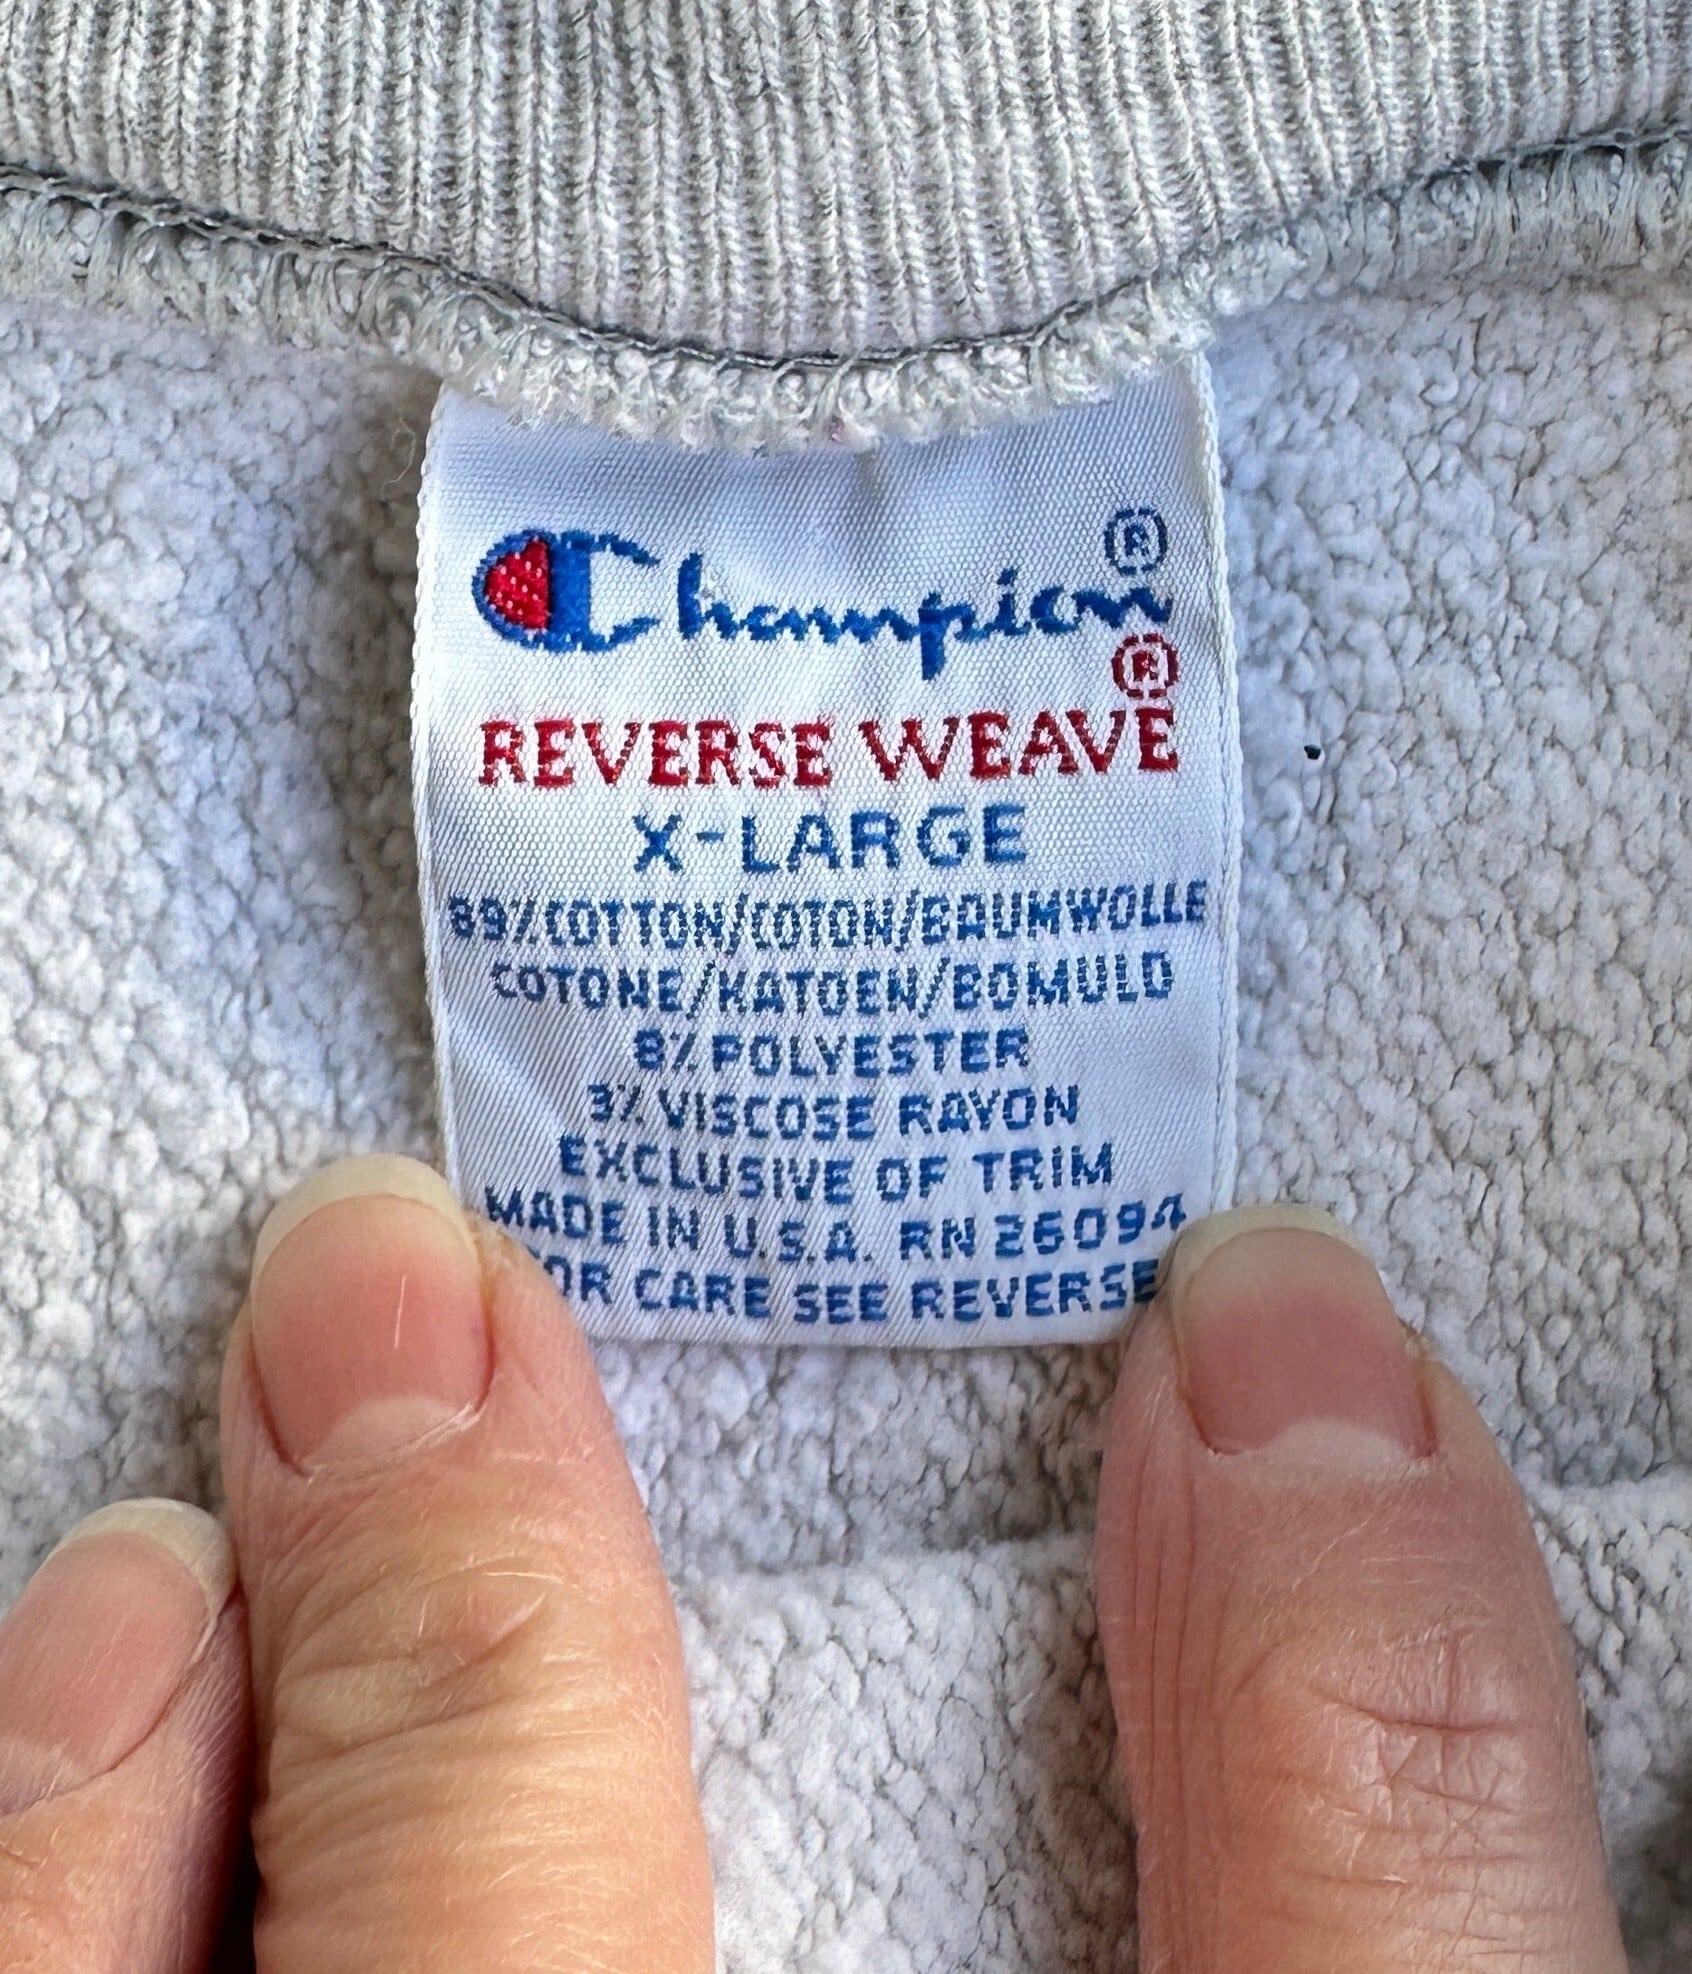 Champion®
REVERSE WEAVE®
X-LARGE
89% COTTON/COTON/BAUMWOLLE
COTONE/KATOEN/BOMULD
8% POLYESTER
3% VISCOSE RAYON
EXCLUSIVE OF TRIM
MADE IN U.S.A. RN 26094
FOR CARE SEE REVERSE